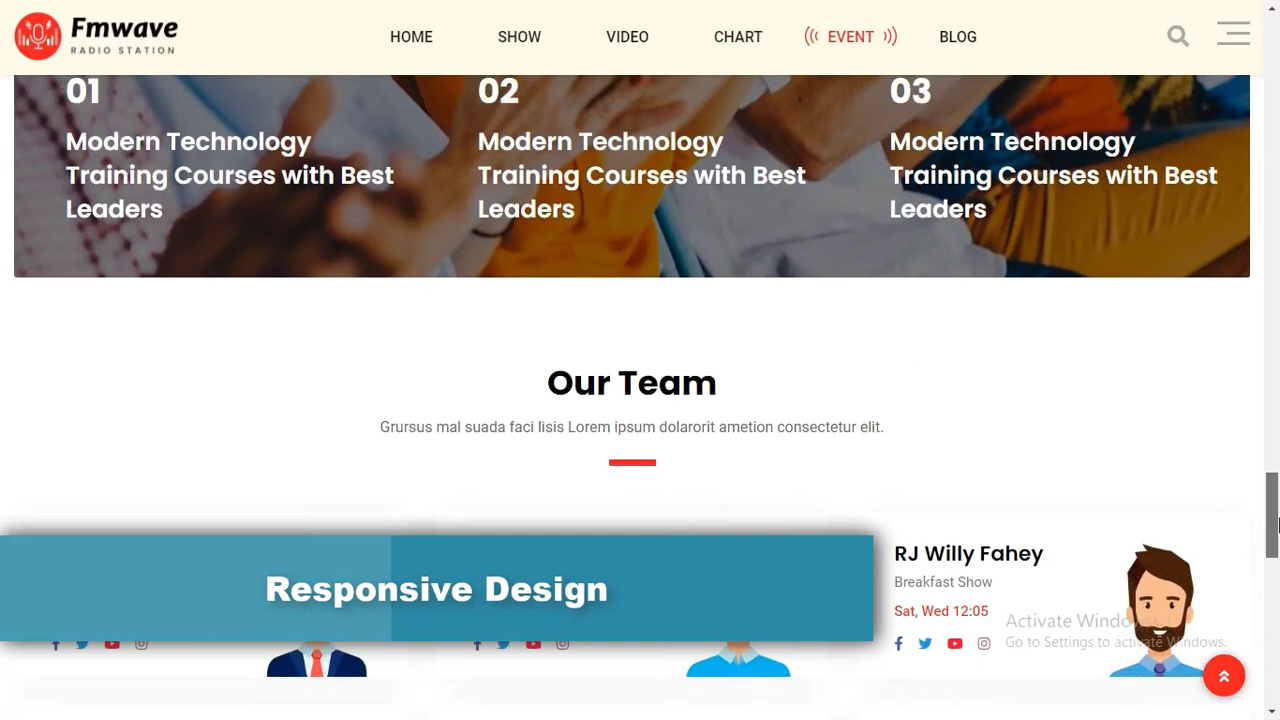 Fmwave
RADIO STATION
HOME SHOW VIDEO CHART EVENT BLOG
01
Modern Technology
Training Courses with Best
Leaders
02
Modern Technology
Training Courses with Best
Leaders
03
Modern Technology
Training Courses with Best
Leaders
Our Team
Grursus mal suada faci lisis Lorem ipsum dolarorit ametion consectetur elit.
Responsive Design
RJ Willy Fahey
Breakfast Show
Sat, Wed 12:05
Activate Windows
Go to Settings to activate Windows.